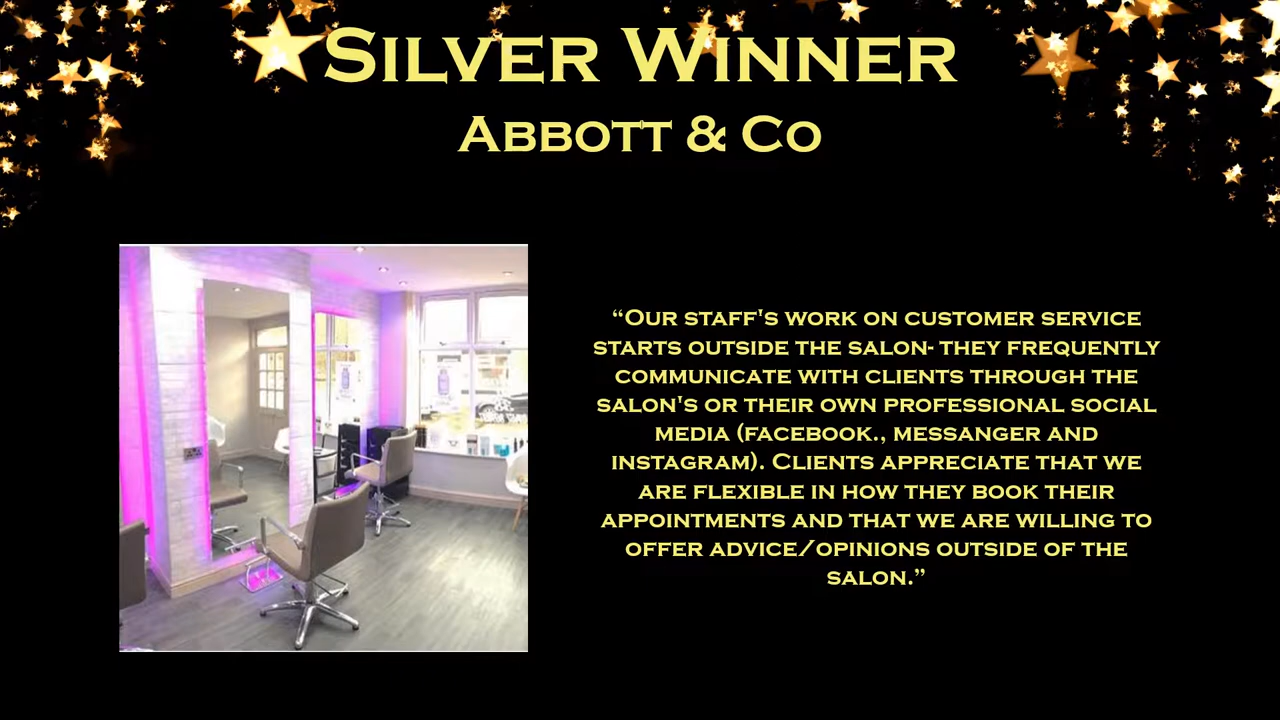 Silver Winner
Abbott & Co
“Our staff's work on customer service
starts outside the salon- they frequently
communicate with clients through the
salon's or their own professional social
media (Facebook., Messanger and
Instagram). Clients appreciate that we
are flexible in how they book their
appointments and that we are willing to
offer advice/opinions outside of the
salon.”